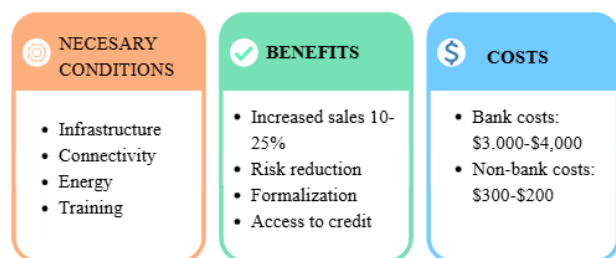 NECESARY
CONDITIONS
• Infrastructure
• Connectivity
• Energy
• Training
BENEFITS
• Increased sales 10-
25%
• Risk reduction
• Formalization
• Access to credit
$
COSTS
• Bank costs:
$3.000-$4,000
• Non-bank costs:
$300-$200